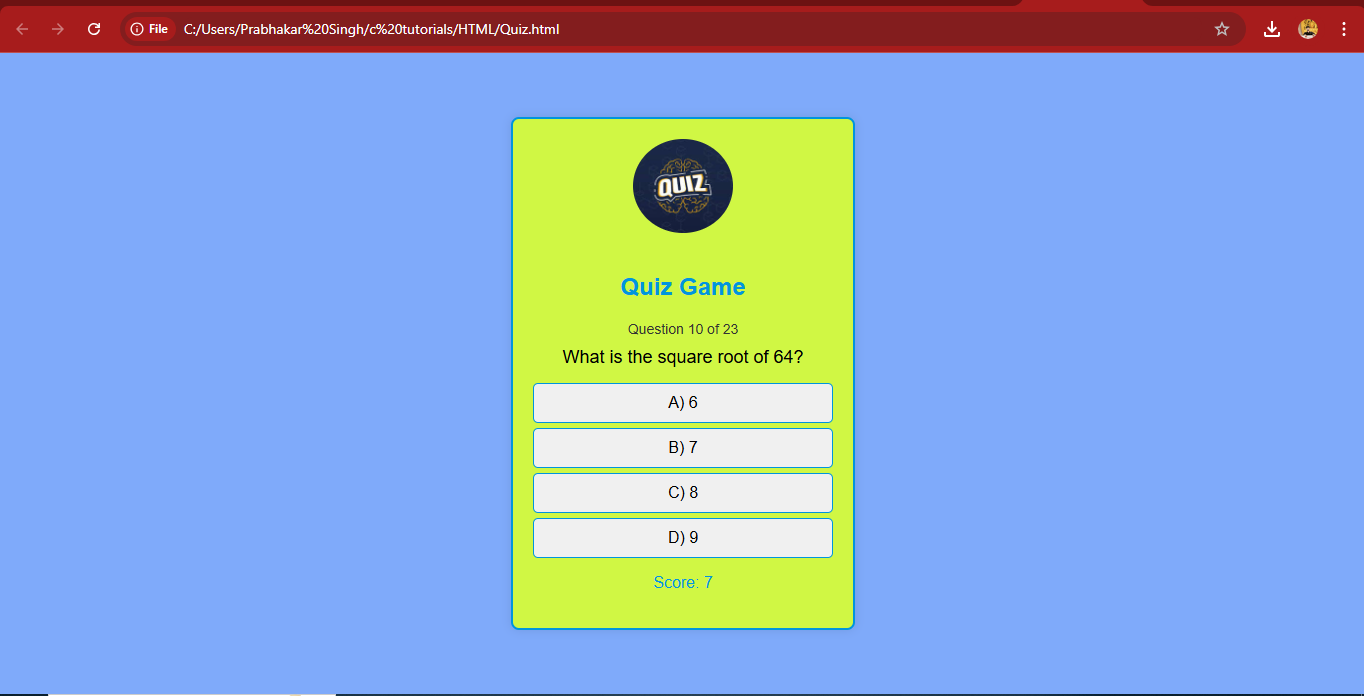 File C:/Users/Prabhakar%20Singh/c%20tutorials/HTML/Quiz.html
QUIZ
Quiz Game
Question 10 of 23
What is the square root of 64?
A) 6
B) 7
C) 8
D) 9
Score: 7